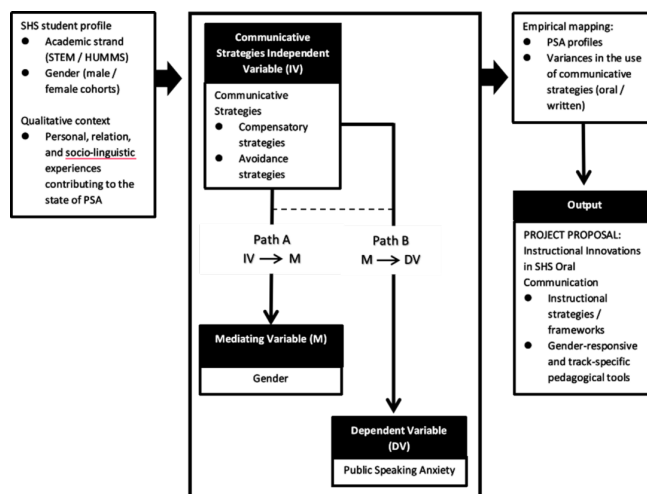 SHS student profile
● Academic strand
(STEM / HUMMS)
● Gender (male /
female cohorts)
Qualitative context
● Personal, relation,
and socio-linguistic
experiences
contributing to the
state of PSA
Communicative
Strategies Independent
Variable (IV)
Communicative
Strategies
● Compensatory
strategies
● Avoidance
strategies
Path A
IV → M
Path B
M → DV
Mediating Variable (M)
Gender
Dependent Variable
(DV)
Public Speaking Anxiety
Empirical mapping:
● PSA profiles
● Variances in the use
of communicative
strategies (oral /
written)
Output
PROJECT PROPOSAL:
Instructional Innovations
in SHS Oral
Communication
● Instructional
strategies /
frameworks
● Gender-responsive
and track-specific
pedagogical tools